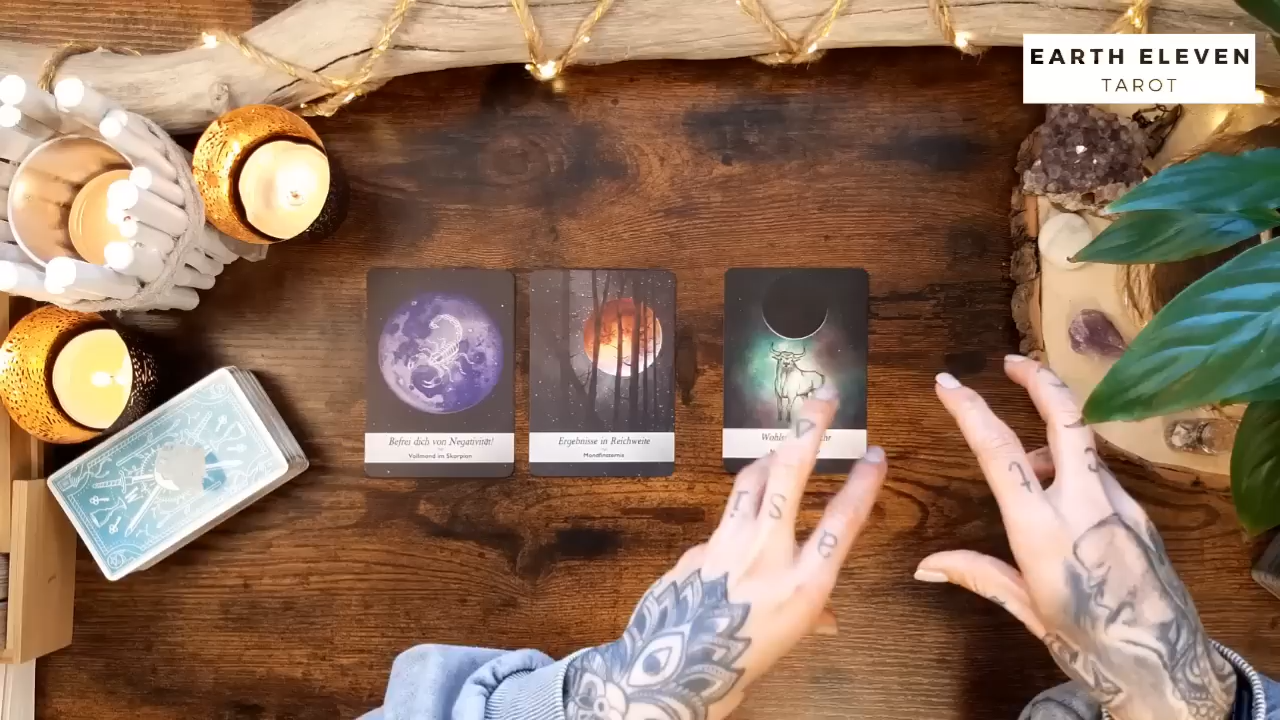 EARTH ELEVEN
TAROT
Befrei dich von Negativität!
Vollmond im Skorpion
Ergebnisse in Reichweite
Mondfinsternis